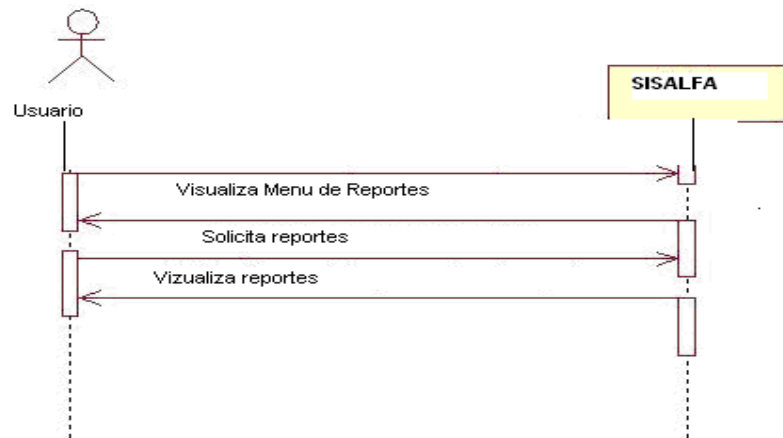 SISALFA
Usuario
Visualiza Menu de Reportes
Solicita reportes
Vizualiza reportes